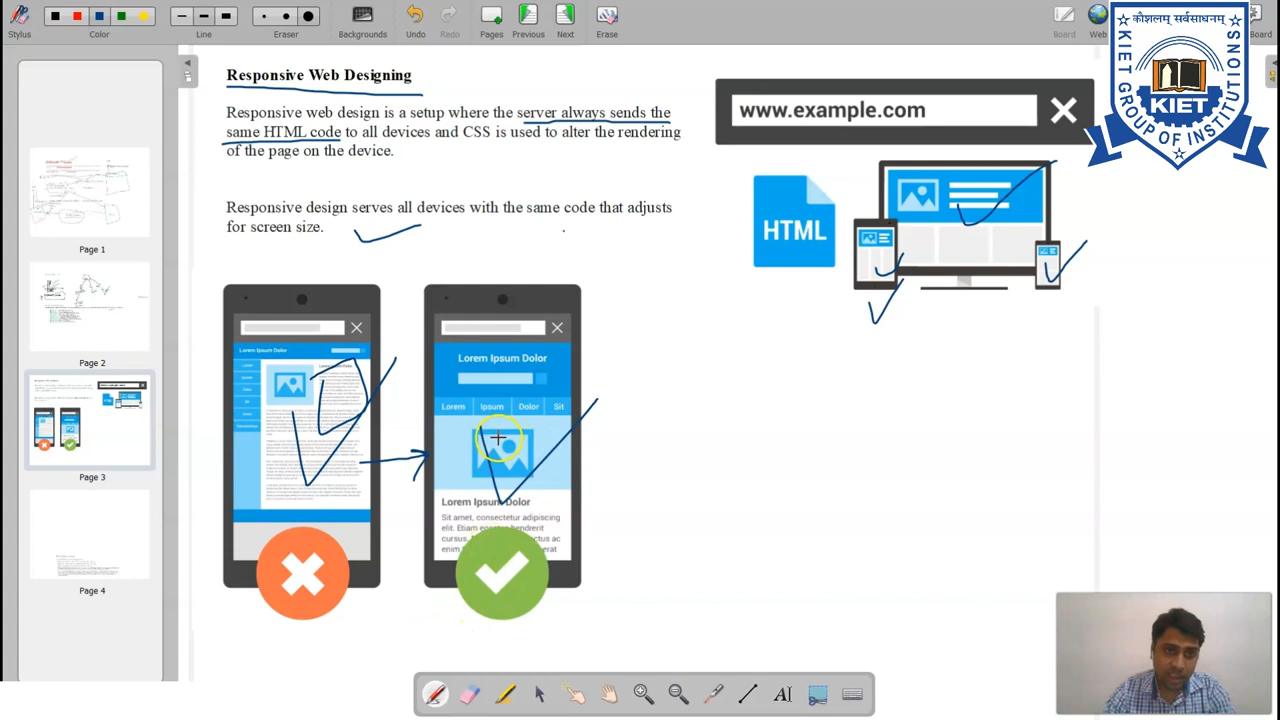 Stylus
Color
Line
Eraser
Backgrounds
Undo
Redo
Pages
Previous
Next
Erase
Board
Web
Board
कौशलम् सर्वसाधनम्
KIET
KIET GROUP OF INSTITUTIONS
Page 1
Page 2
Page 3
Page 4
Responsive Web Designing
Responsive web design is a setup where the server always sends the
same HTML code to all devices and CSS is used to alter the rendering
of the page on the device.
Responsive design serves all devices with the same code that adjusts
for screen size.
www.example.com
HTML
Lorem Ipsum Dolor
Lorem Ipsum Dolor
Lorem Ipsum Dolor Sit
Lorem Ipsum Dolor
Sit amet, consectetur adipiscing
elit. Etiam hendrerit
cursus.
enim erat